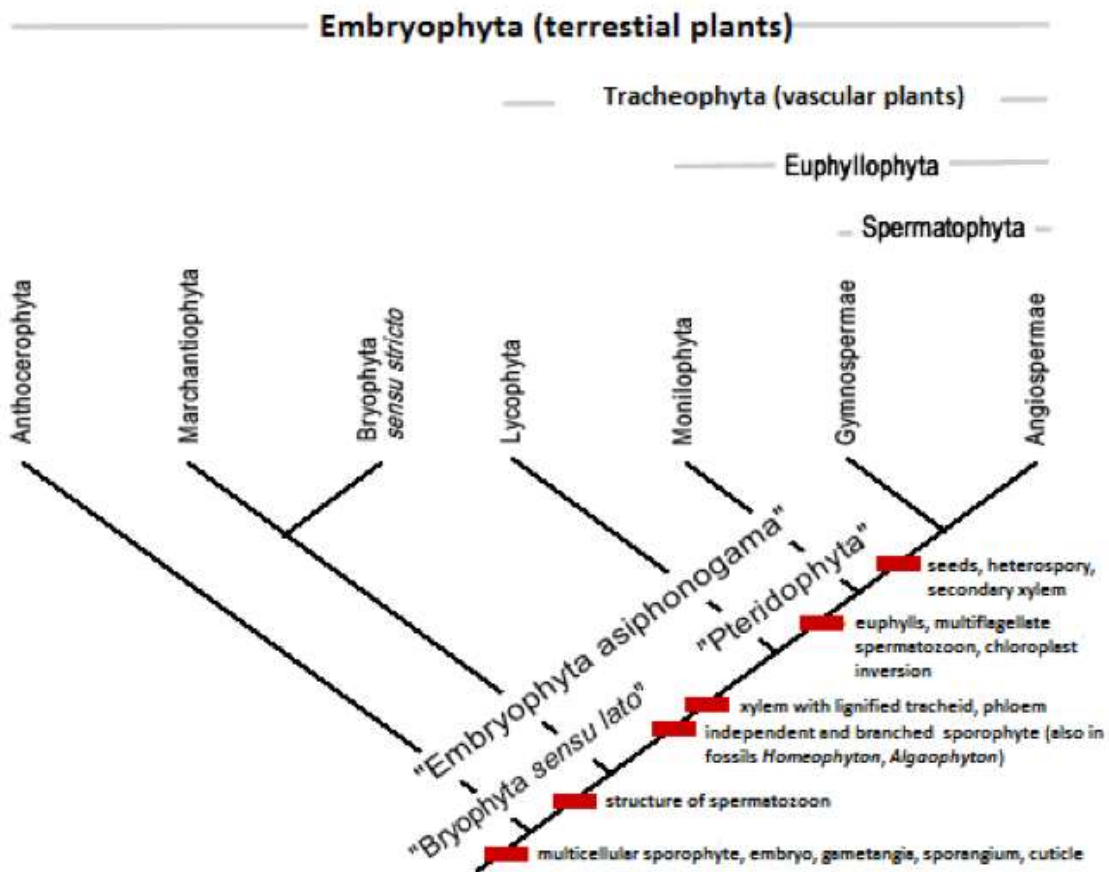 Embryophyta (terrestial plants)
Tracheophyta (vascular plants)
Euphyllophyta
Spermatophyta
Anthocerophyta
Marchantiophyta
Bryophyta
sensu stricto
Lycophyta
Monilophyta
Gymnospermae
Angiospermae
"Embryophyta asiphonogama"
"Pteridophyta"
"Bryophyta sensu lato"
seeds, heterospory,
secondary xylem
euphylls, multiflagellate
spermatozoon, chloroplast
inversion
xylem with lignified tracheid, phloem
independent and branched sporophyte (also in
fossils Homeophyton, Algaophyton)
structure of spermatozoon
multicellular sporophyte, embryo, gametangia, sporangium, cuticle